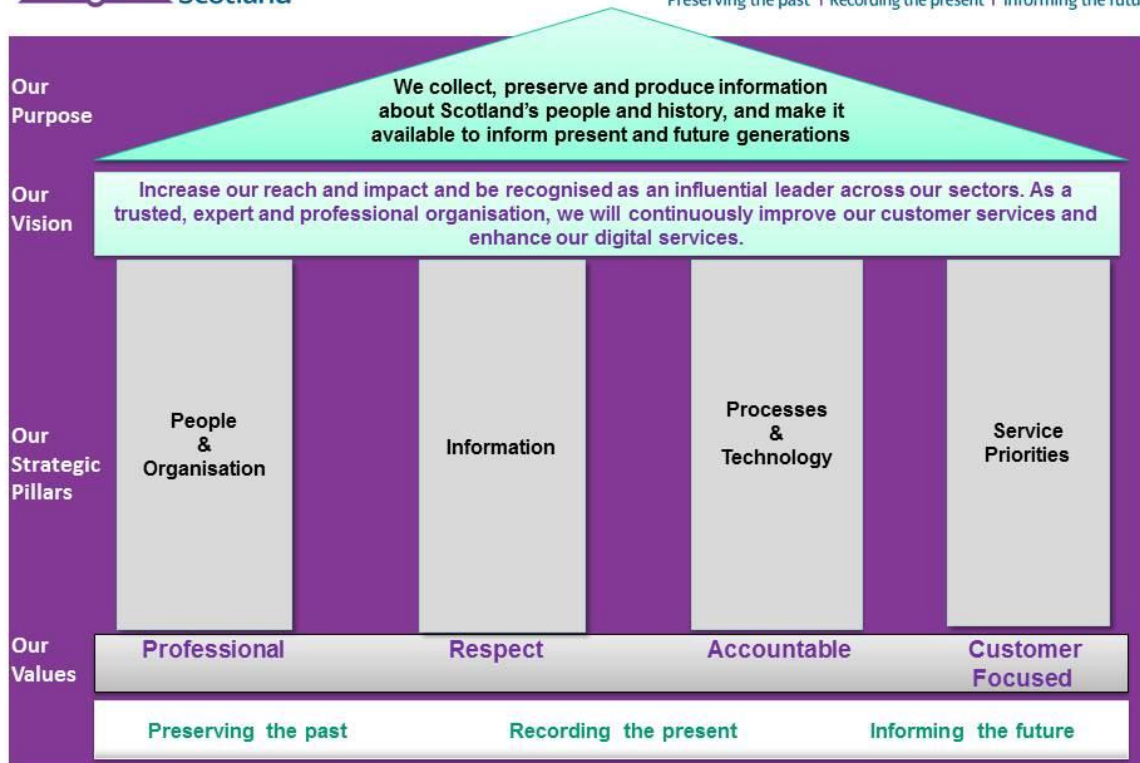 Scotland
Preserving the past | Recording the present | Informing the futu
Our
Purpose
We collect, preserve and produce information
about Scotland's people and history, and make it
available to inform present and future generations
Our
Vision
Increase our reach and impact and be recognised as an influential leader across our sectors. As a
trusted, expert and professional organisation, we will continuously improve our customer services and
enhance our digital services.
Our
Strategic
Pillars
People
&
Organisation
Information
Processes
&
Technology
Service
Priorities
Our
Values
Professional
Respect
Accountable
Customer
Focused
Preserving the past
Recording the present
Informing the future